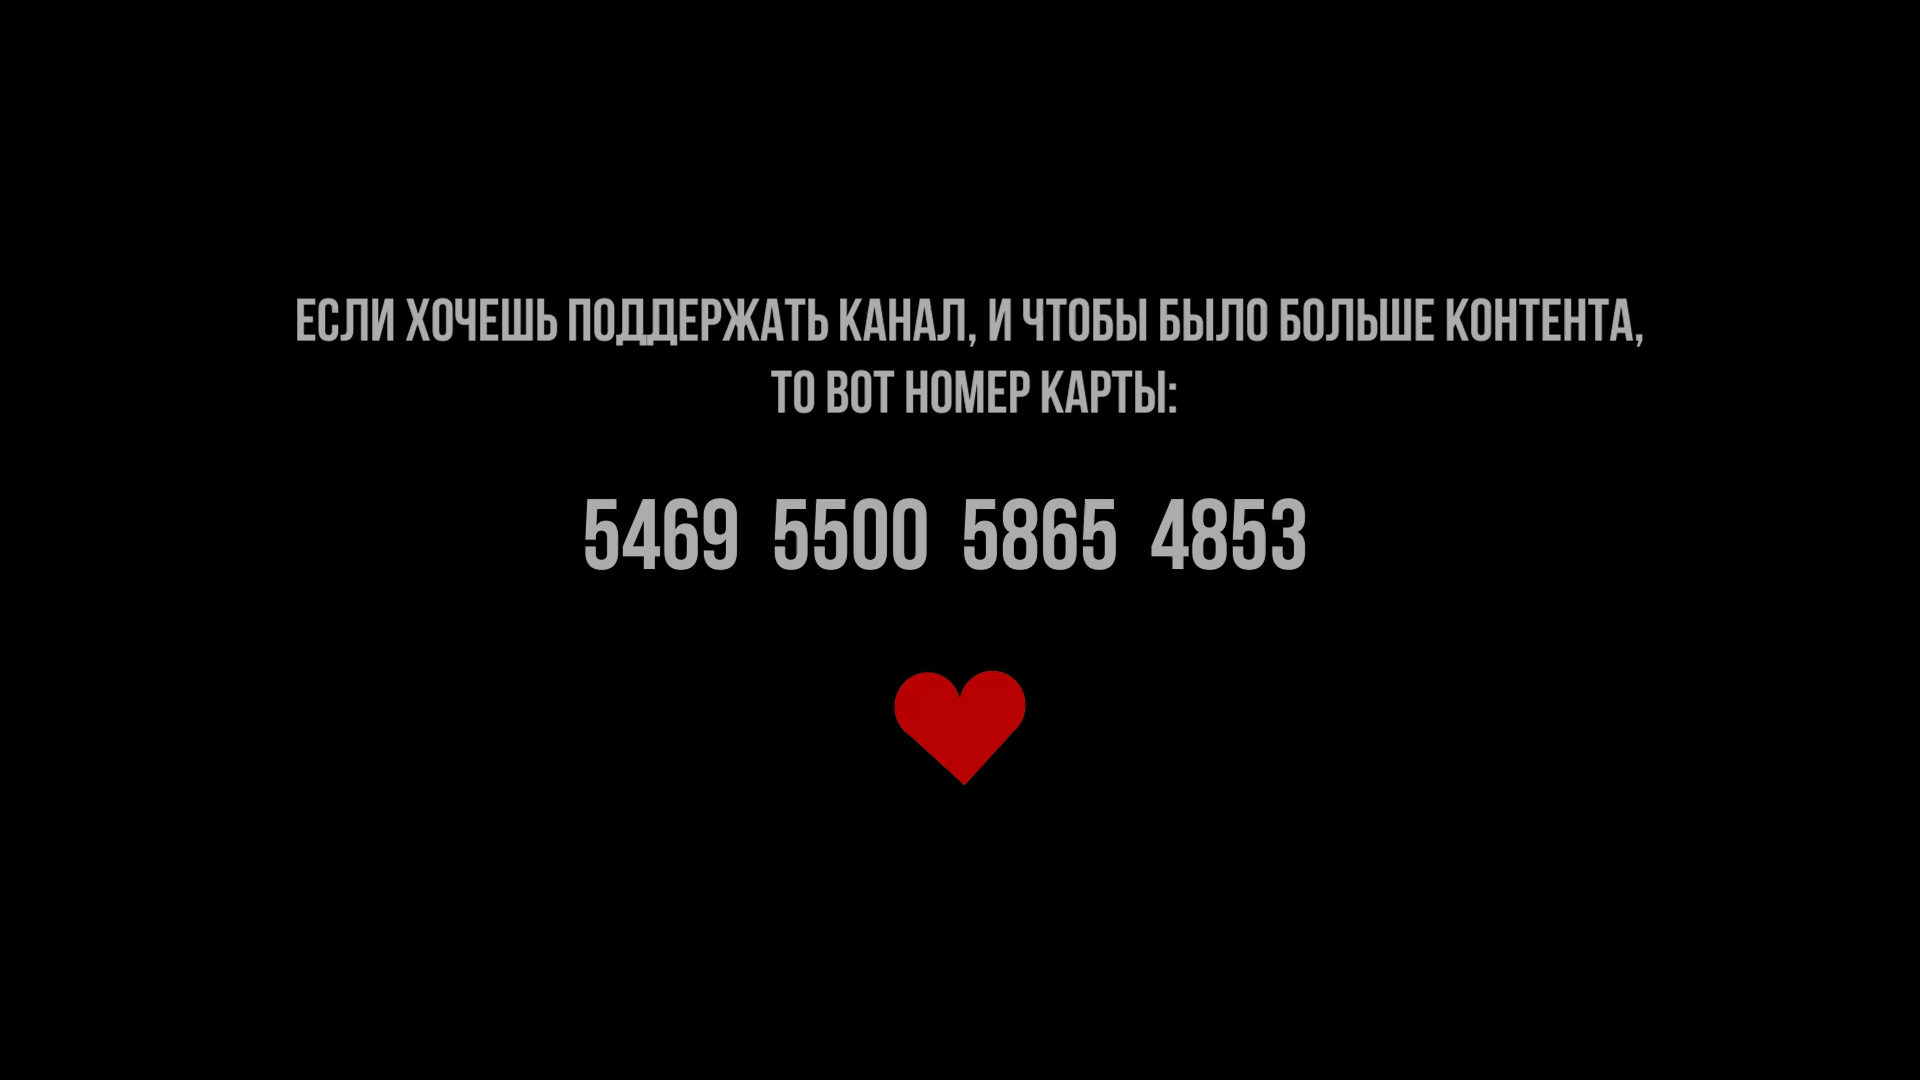 ЕСЛИ ХОЧЕШЬ ПОДДЕРЖАТЬ КАНАЛ, И ЧТОБЫ БЫЛО БОЛЬШЕ КОНТЕНТА,
ТО ВОТ НОМЕР КАРТЫ:
5469 5500 5865 4853